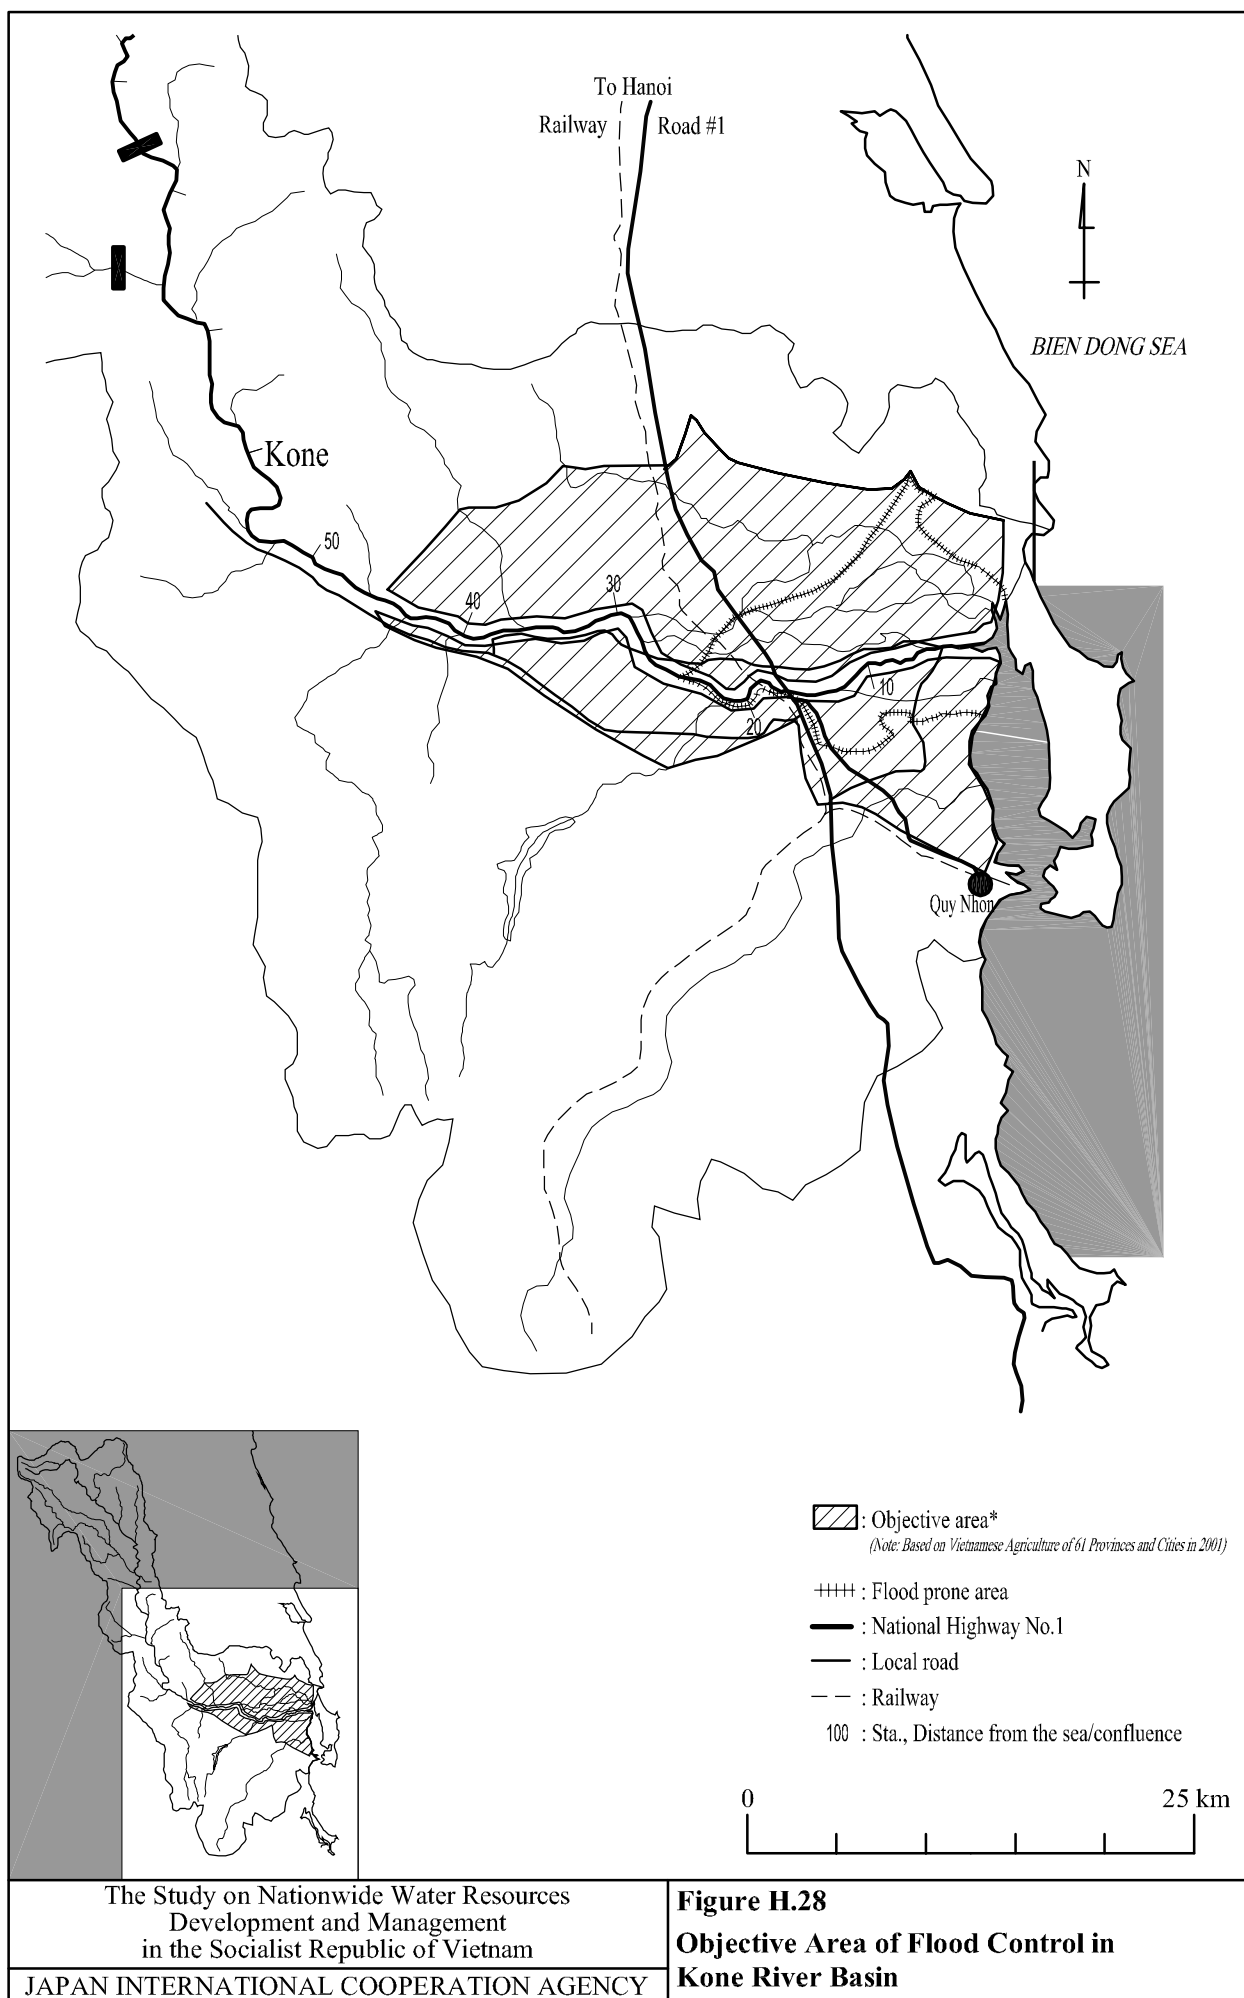 To Hanoi
Railway
Road #1
N
BIEN DONG SEA
Kone
50
40
30
10
20
Quy Nhon
: Objective area*
(Note: Based on Vietnamese Agriculture of 61 Provinces and Cities in 2001)
: Flood prone area
: National Highway No.1
: Local road
: Railway
100 : Sta., Distance from the sea/confluence
0
25 km
The Study on Nationwide Water Resources
Development and Management
in the Socialist Republic of Vietnam
JAPAN INTERNATIONAL COOPERATION AGENCY
Figure H.28
Objective Area of Flood Control in
Kone River Basin